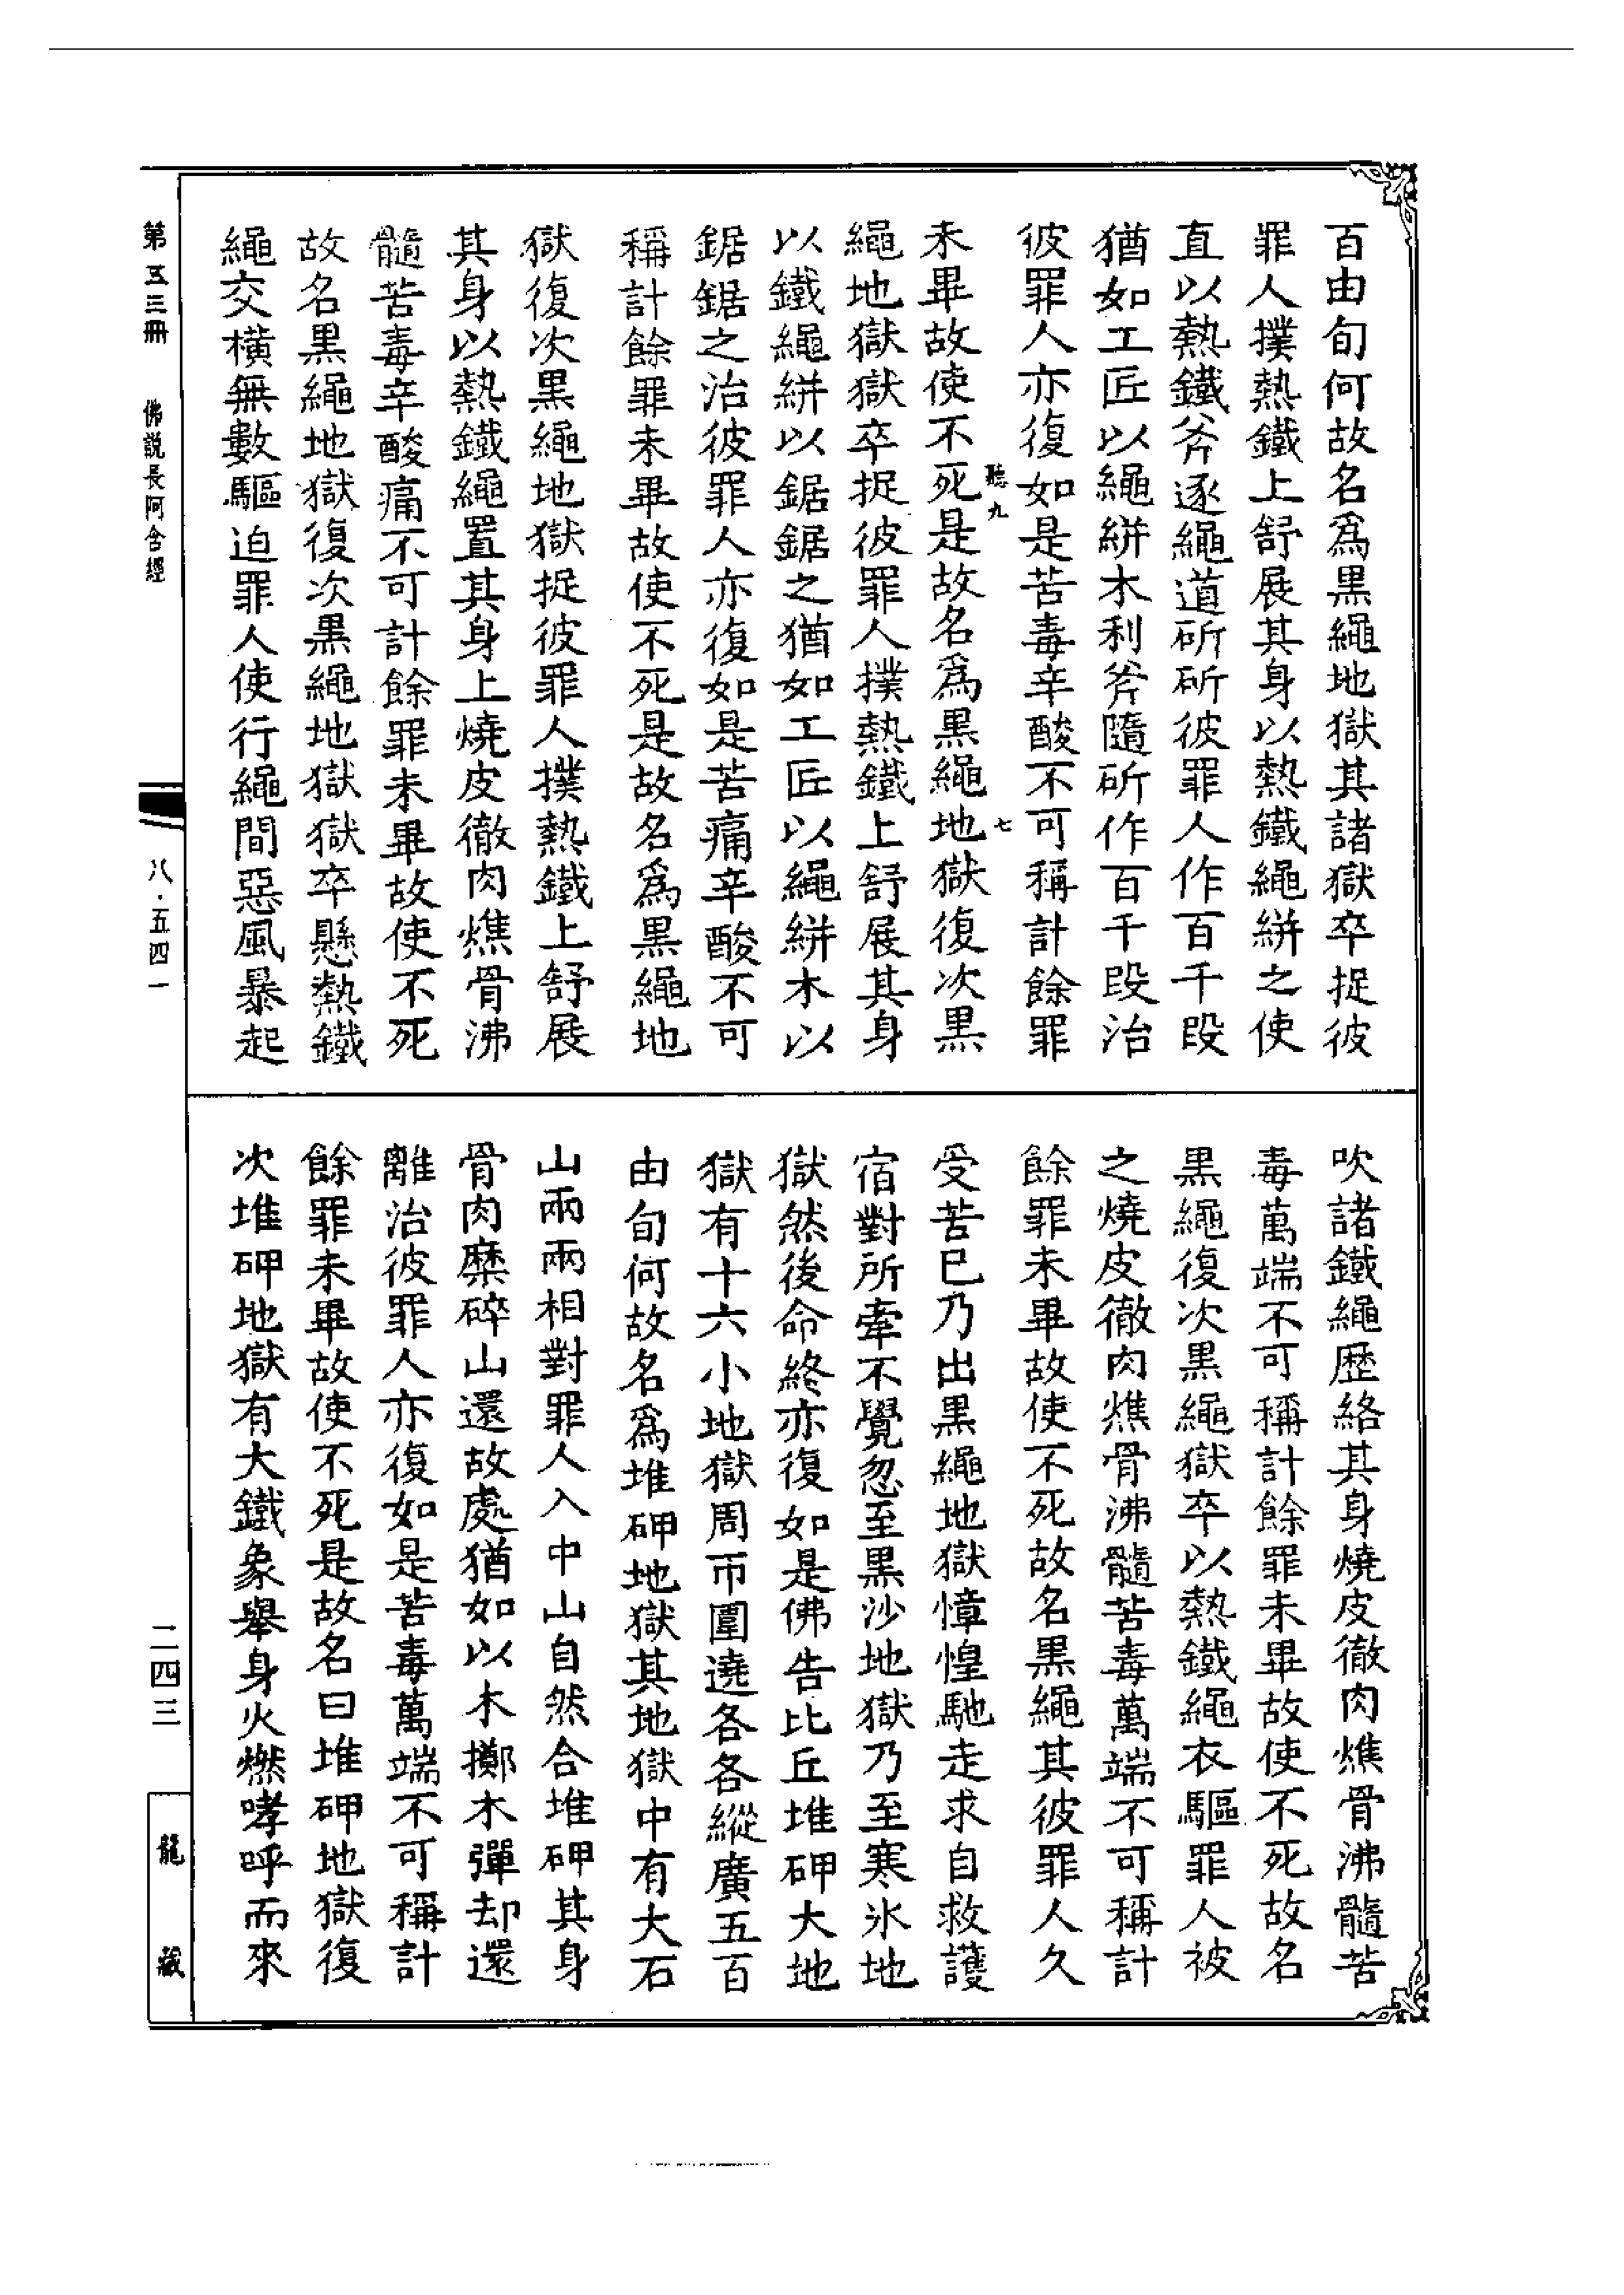 百由旬何故名爲黒繩地獄其諸獄卒捉彼
罪人撲熱鐵上舒展其身以熱鐵繩絣之使
直以熱鐵斧逐繩道斫斫彼罪人作百千段
猶如工匠以繩絣木利斧隨斫作百千段治
彼罪人亦復如是苦毒辛酸不可稱計餘罪
聽九
七
未畢故使不死是故名爲黒繩地獄復次黒
繩地獄獄卒捉彼罪人撲熱鐵上舒展其身
以鐵繩絣以鋸鋸之猶如工匠以繩絣木以
鋸鋸之治彼罪人亦復如是苦痛辛酸不可
稱計餘罪未畢故使不死是故名爲黒繩地
獄復次黒繩地獄捉彼罪人撲熱鐵上舒展
其身以熱鐵繩置其身上燒皮徹肉燋骨沸
髓苦毒辛酸痛不可計餘罪未畢故使不死
故名黒繩地獄復次黒繩地獄獄卒懸熱鐵
繩交橫無數驅迫罪人使行繩間惡風暴起
吹諸鐵繩歷絡其身燒皮徹肉燋骨沸髓苦
毒萬端不可稱計餘罪未畢故使不死故名
黒繩復次黒繩獄卒以熱鐵繩衣驅罪人被
之燒皮徹肉燋骨沸髓苦毒萬端不可稱計
餘罪未畢故使不死故名黒繩其彼罪人久
受苦巳乃出黒繩地獄慞惶馳走求自救護
宿對所牽不覺忽至黒沙地獄乃至寒氷地
獄然後命終亦復如是佛告比丘堆砰大地
獄有十六小地獄周帀圍遶各各縱廣五百
由旬何故名爲堆砰地獄其地獄中有大石
山兩兩相對罪人入中山自然合堆砰其身
骨肉糜碎山還故處猶如以木擲木彈却還
離治彼罪人亦復如是苦毒萬端不可稱計
餘罪未畢故使不死是故名曰堆砰地獄復
次堆砰地獄有大鐵象舉身火燃哮呼而來
第五三冊
佛説長阿含經
八·五四一
二四三
龍藏